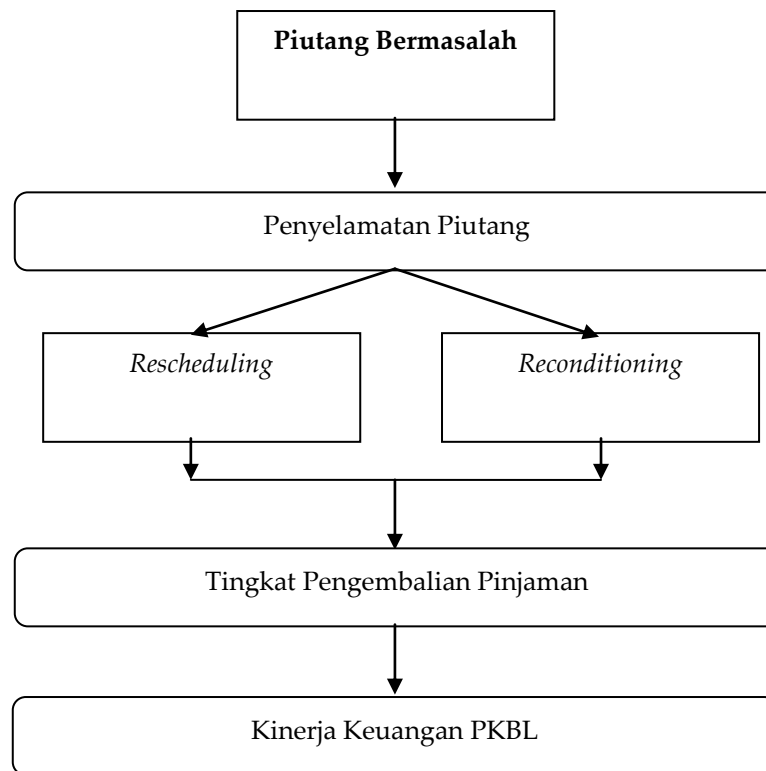 Piutang Bermasalah
Penyelamatan Piutang
Rescheduling
Reconditioning
Tingkat Pengembalian Pinjaman
Kinerja Keuangan PKBL